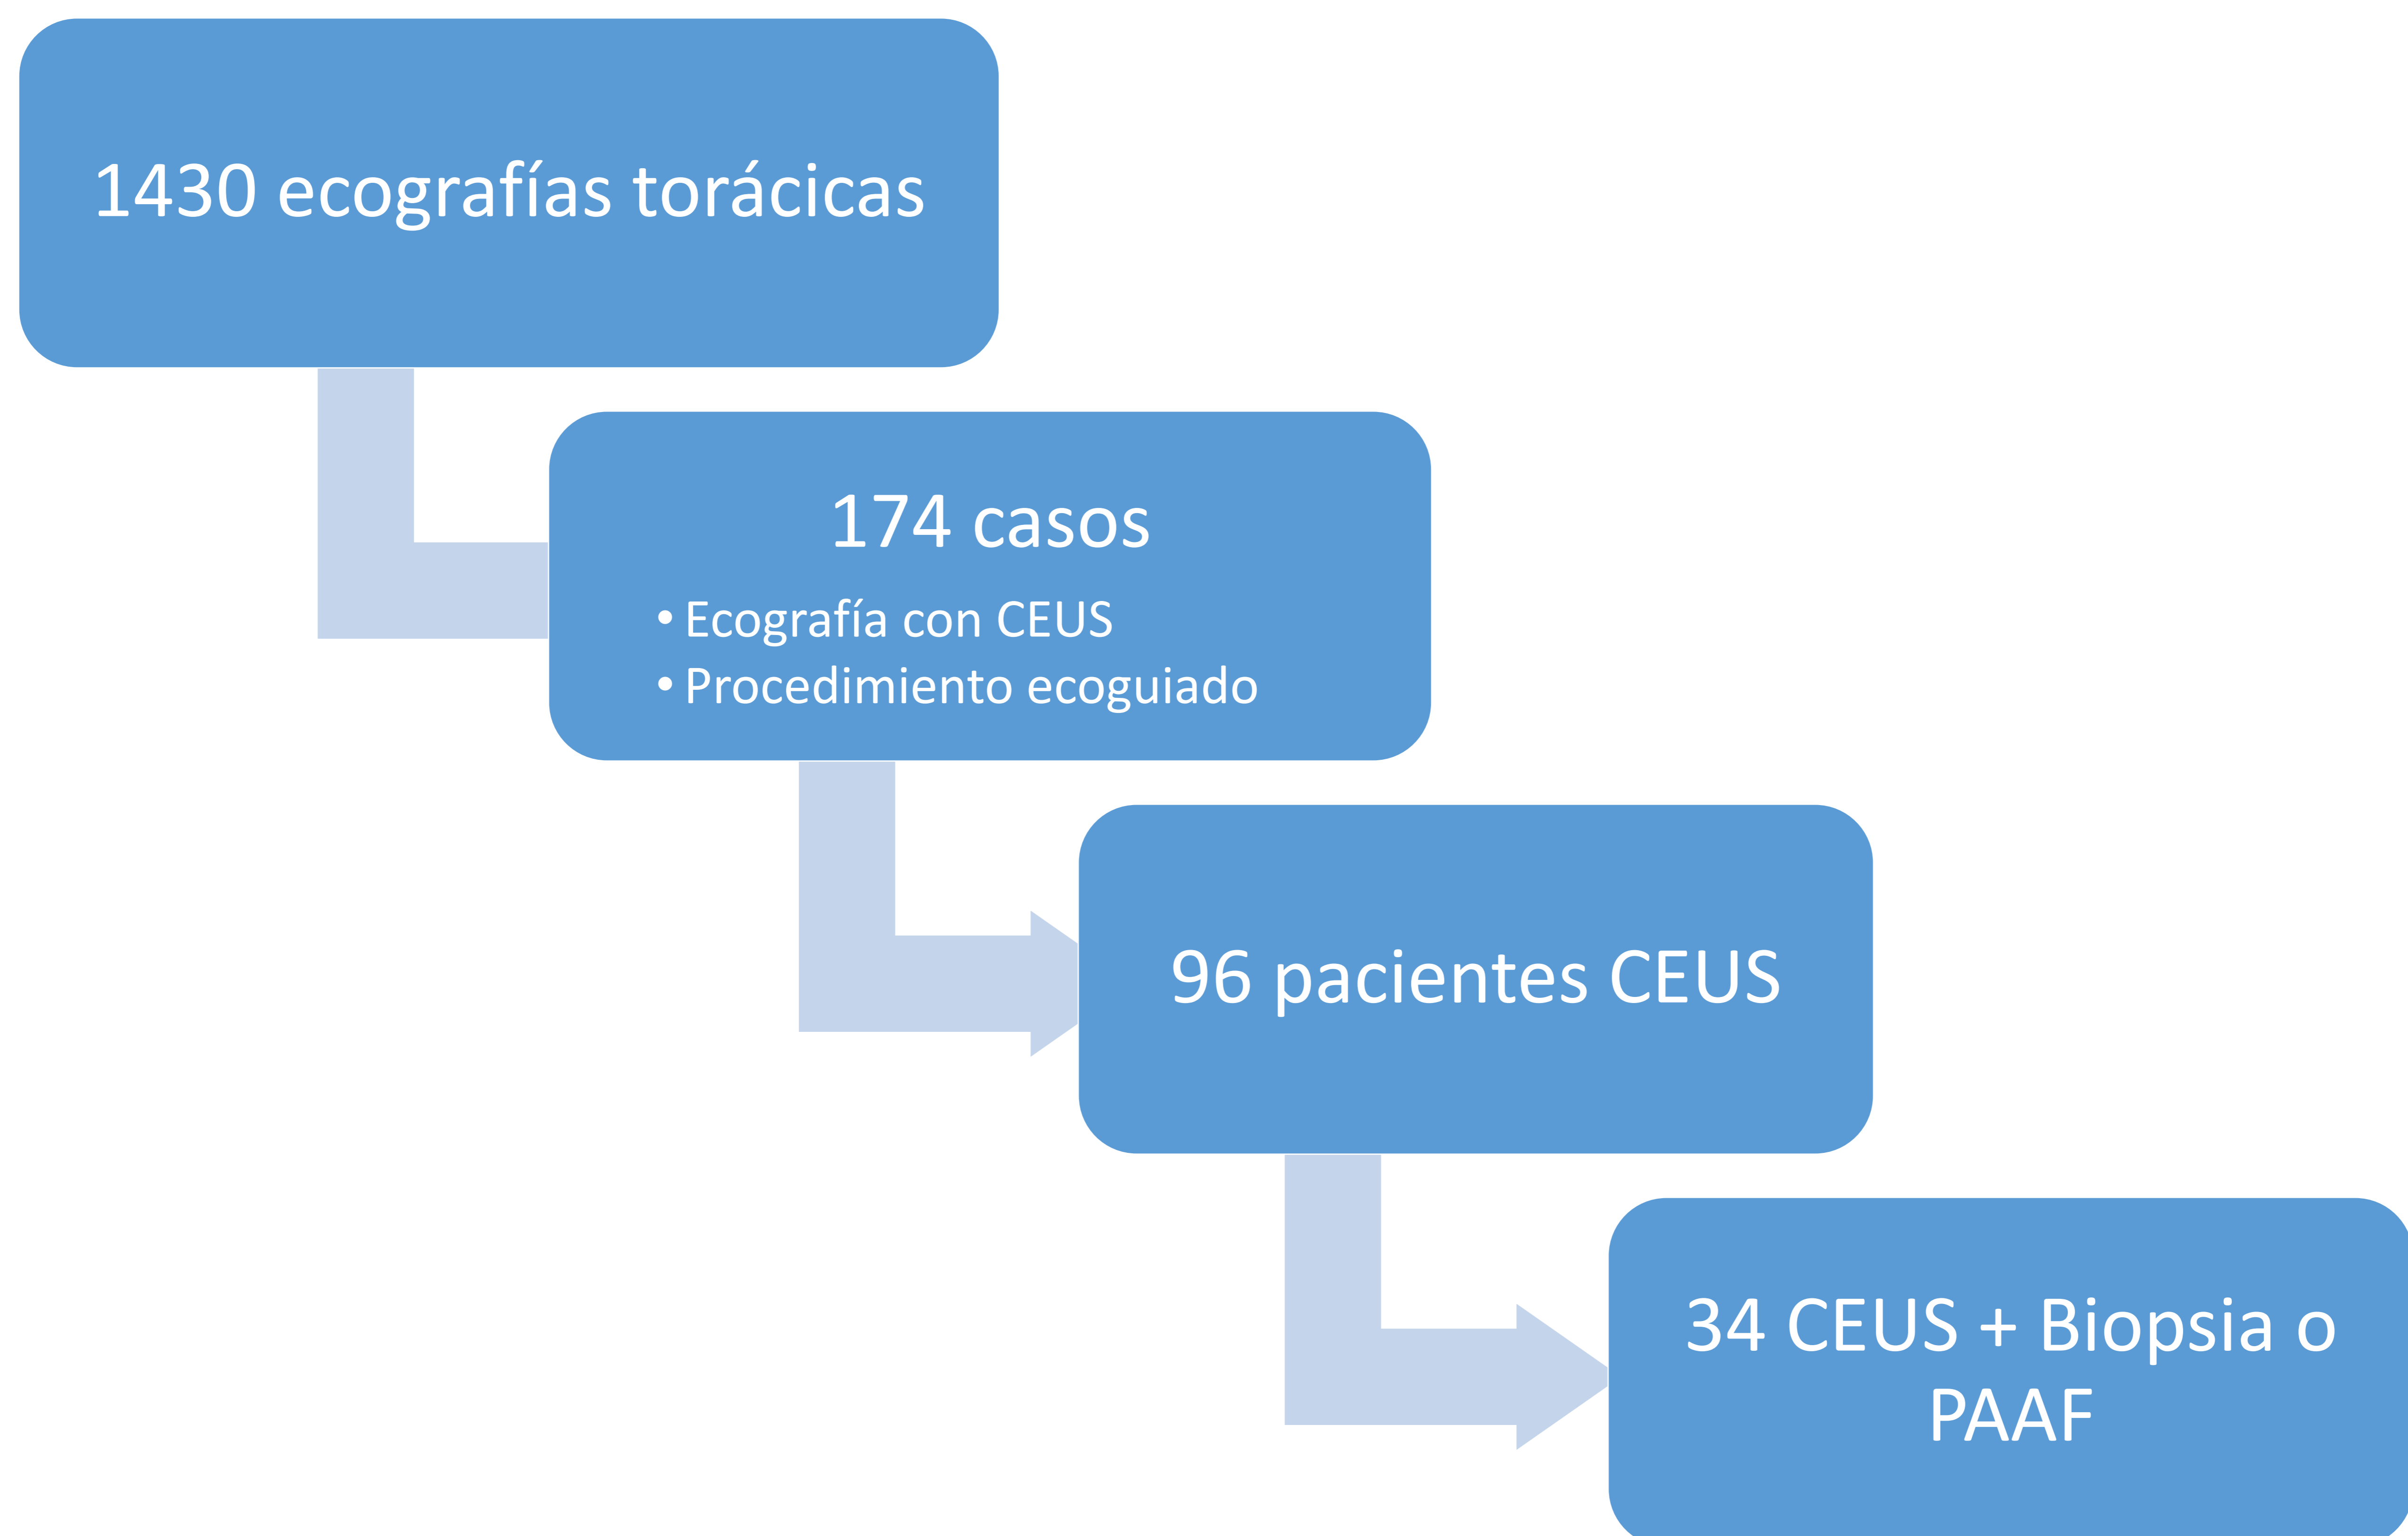 1430 ecografías torácicas
174 casos
• Ecografía con CEUS
• Procedimiento ecoguiado
96 pacientes CEUS
34 CEUS + Biopsia o
PAAF